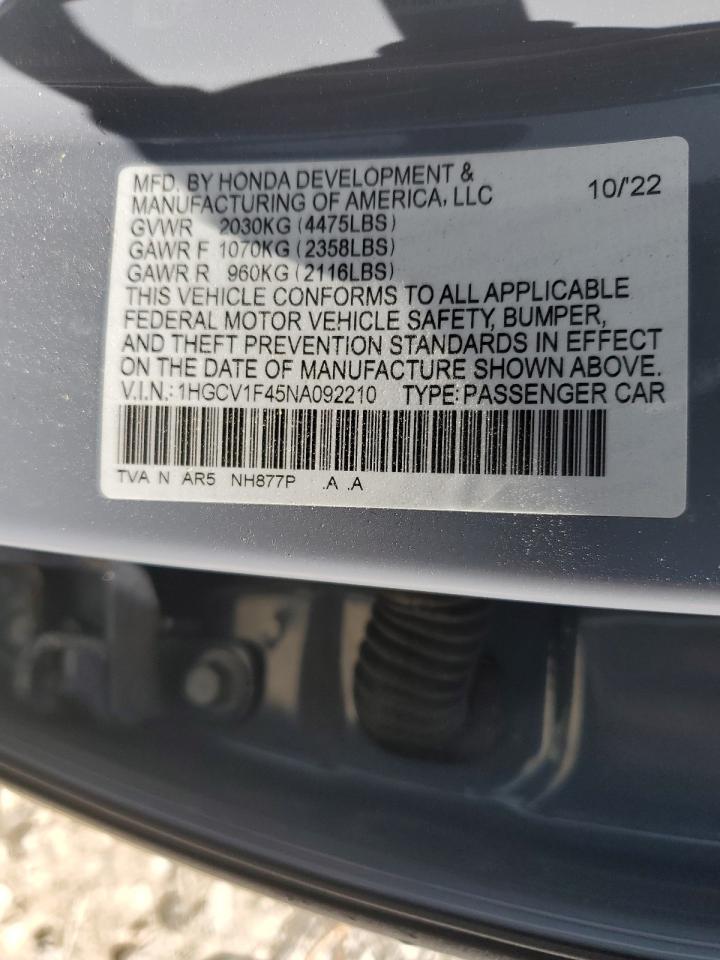 MFD. BY HONDA DEVELOPMENT & 10/'22
MANUFACTURING OF AMERICA, LLC
GVWR 2030KG (4475LBS)
GAWR F 1070KG (2358LBS)
GAWR R 960KG (2116LBS)
THIS VEHICLE CONFORMS TO ALL APPLICABLE
FEDERAL MOTOR VEHICLE SAFETY, BUMPER,
AND THEFT PREVENTION STANDARDS IN EFFECT
ON THE DATE OF MANUFACTURE SHOWN ABOVE.
V.I.N.: 1HGCV1F45NA092210 TYPE: PASSENGER CAR
TVA N AR5 NH877P .A .A